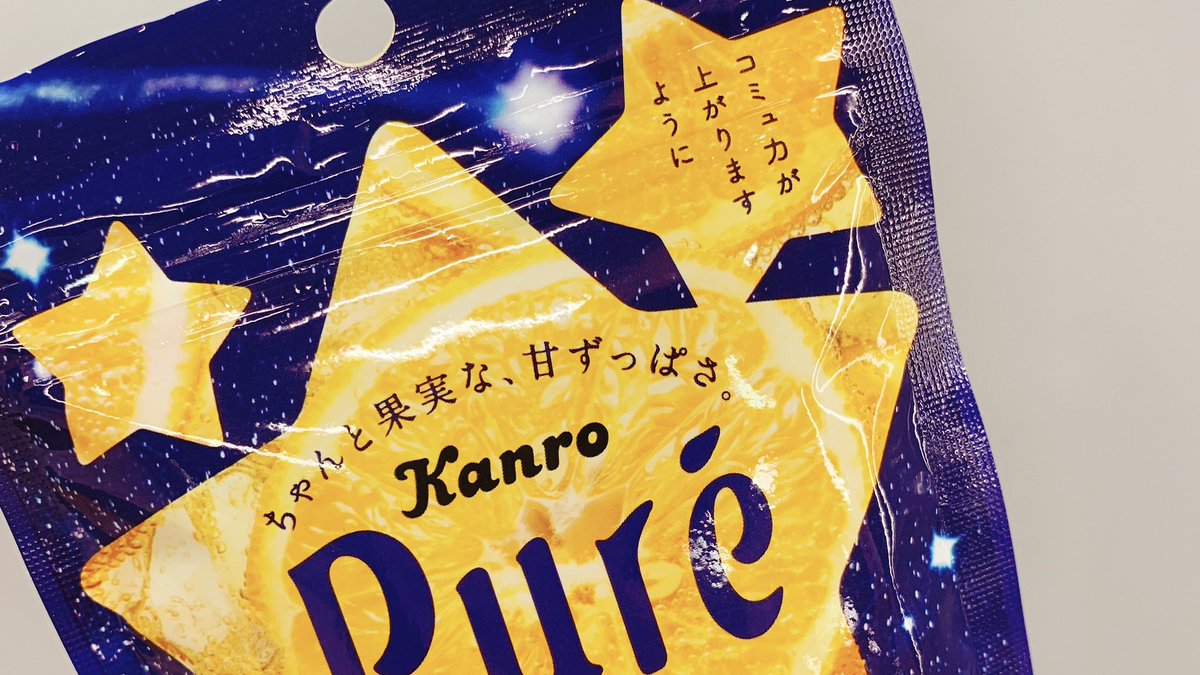 コミュ力が
上がります
ように
ちゃんと果実な、甘ずっぱさ。
Kanro
Puré